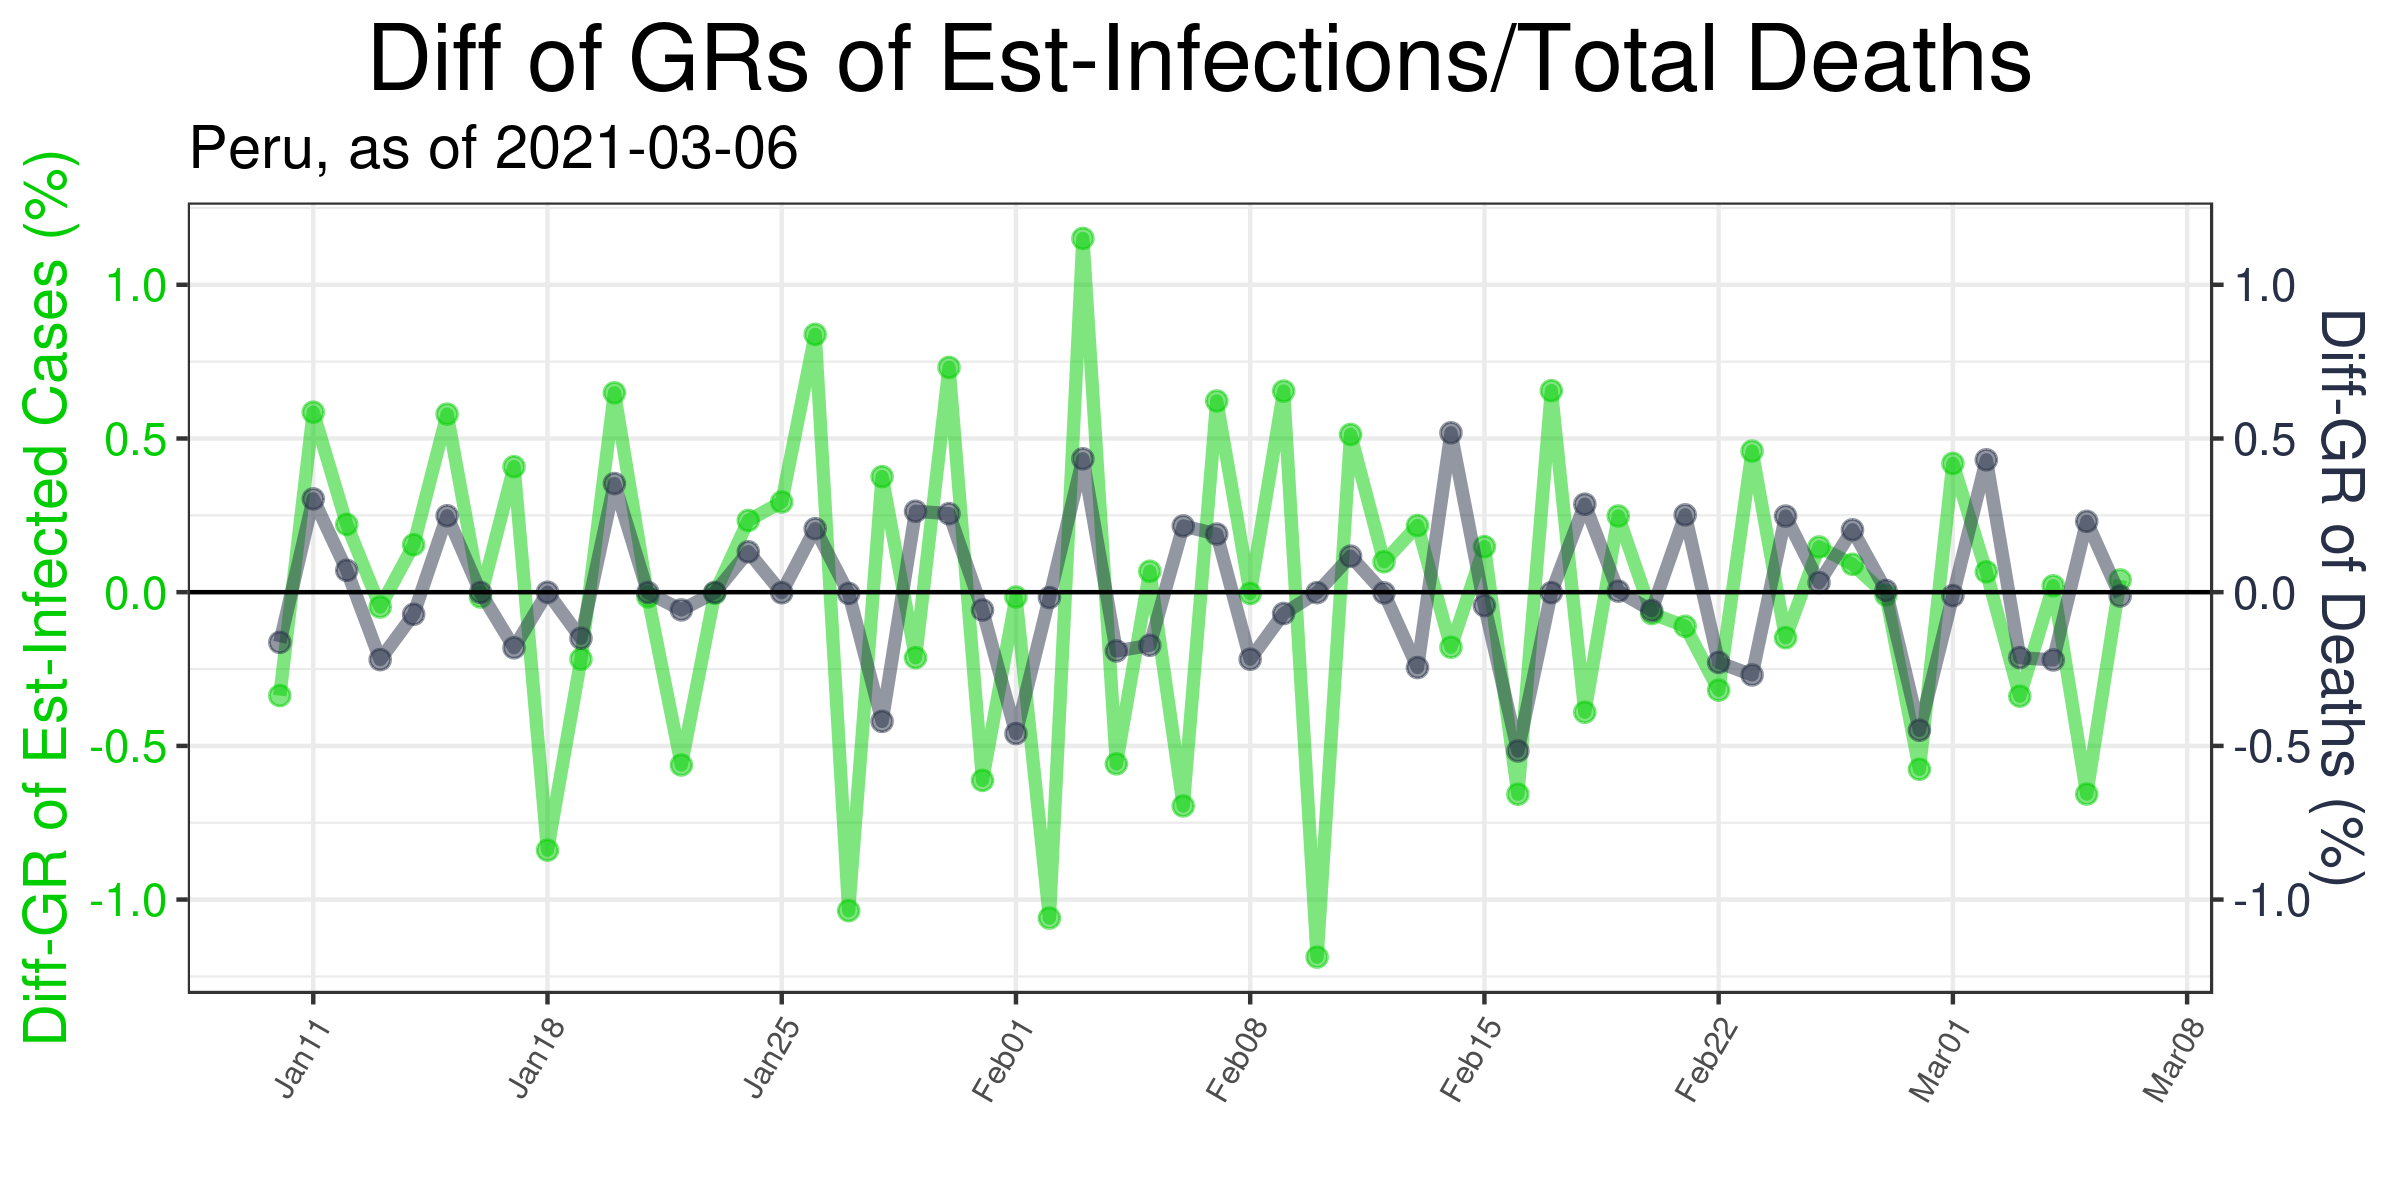 Diff of GRs of Est-Infections/Total Deaths
Peru, as of 2021-03-06
Diff-GR of Est-Infected Cases (%)
1.0
0.5
0.0
-0.5
-1.0
1.0
0.5
0.0
-0.5
-1.0
Diff-GR of Deaths (%)
Jan11
Jan18
Jan25
Feb01
Feb08
Feb15
Feb22
Mar01
Mar08